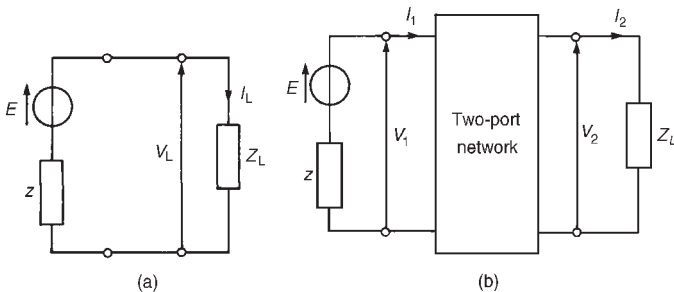 E
z
V_L
I_L
Z_L
(a)
E
z
I_1
V_1
Two-port
network
I_2
V_2
Z_L
(b)